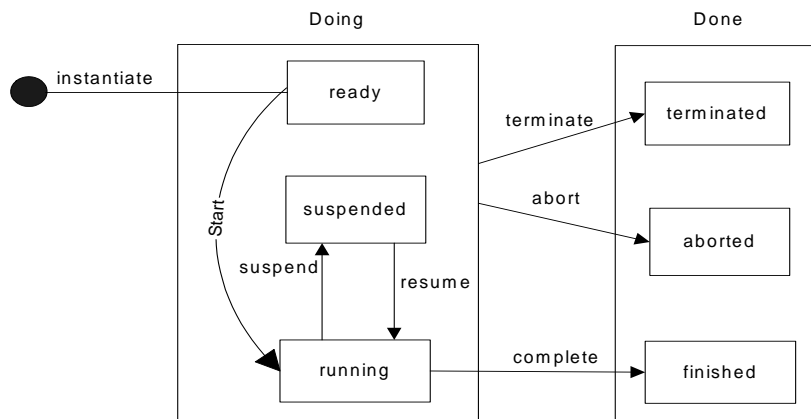 Doing
Done
instantiate
ready
terminated
terminate
Start
suspended
abort
aborted
suspend
resume
running
complete
finished